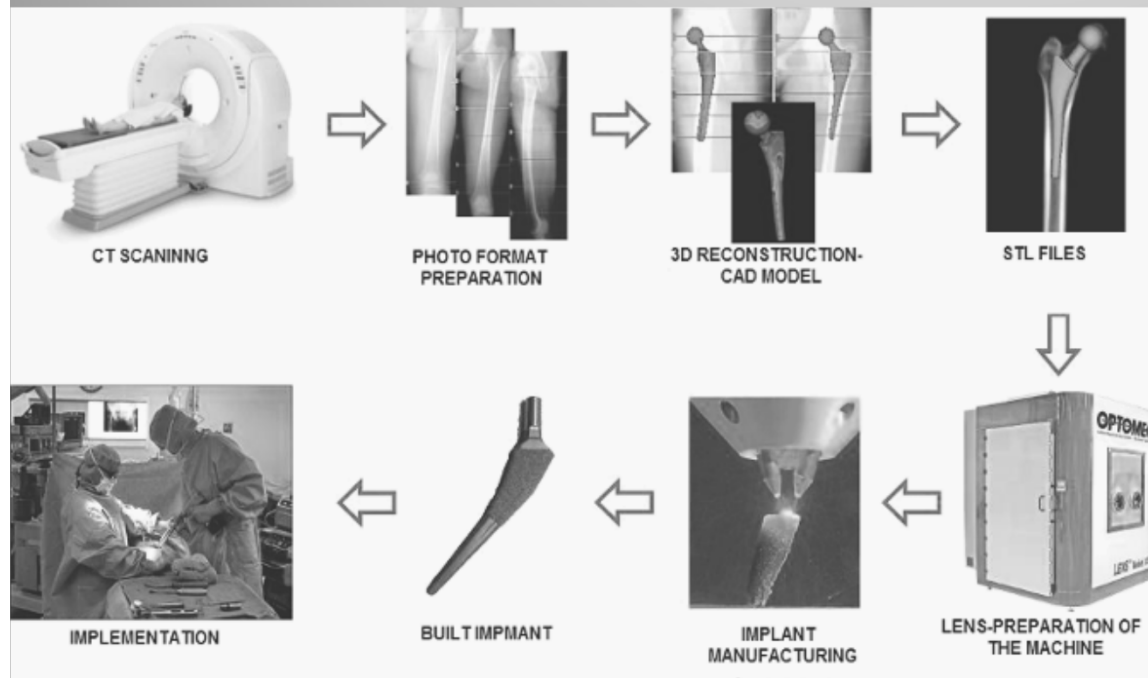 CT SCANINNG
PHOTO FORMAT
PREPARATION
3D RECONSTRUCTION-
CAD MODEL
STL FILES
OPTOMEC
LENS
LENS-PREPARATION OF
THE MACHINE
IMPLANT
MANUFACTURING
BUILT IMPMANT
IMPLEMENTATION